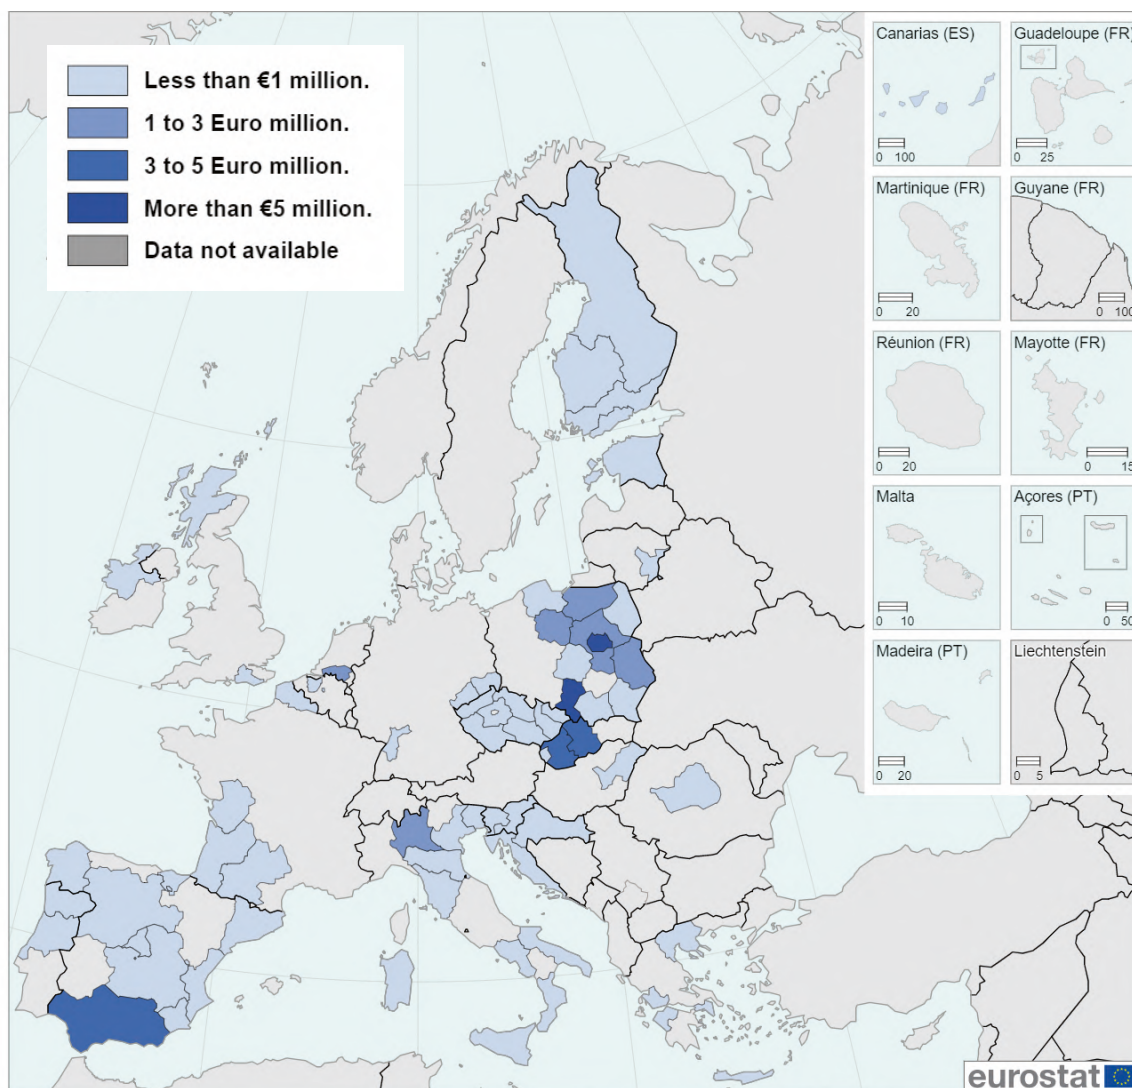 Less than €1 million.
1 to 3 Euro million.
3 to 5 Euro million.
More than €5 million.
Data not available
Canarias (ES)
0 100
Guadeloupe (FR)
0 25
Martinique (FR)
0 20
Guyane (FR)
0 100
Réunion (FR)
0 20
Mayotte (FR)
0 15
Malta
0 10
Açores (PT)
0 50
Madeira (PT)
0 20
Liechtenstein
0 5
eurostat